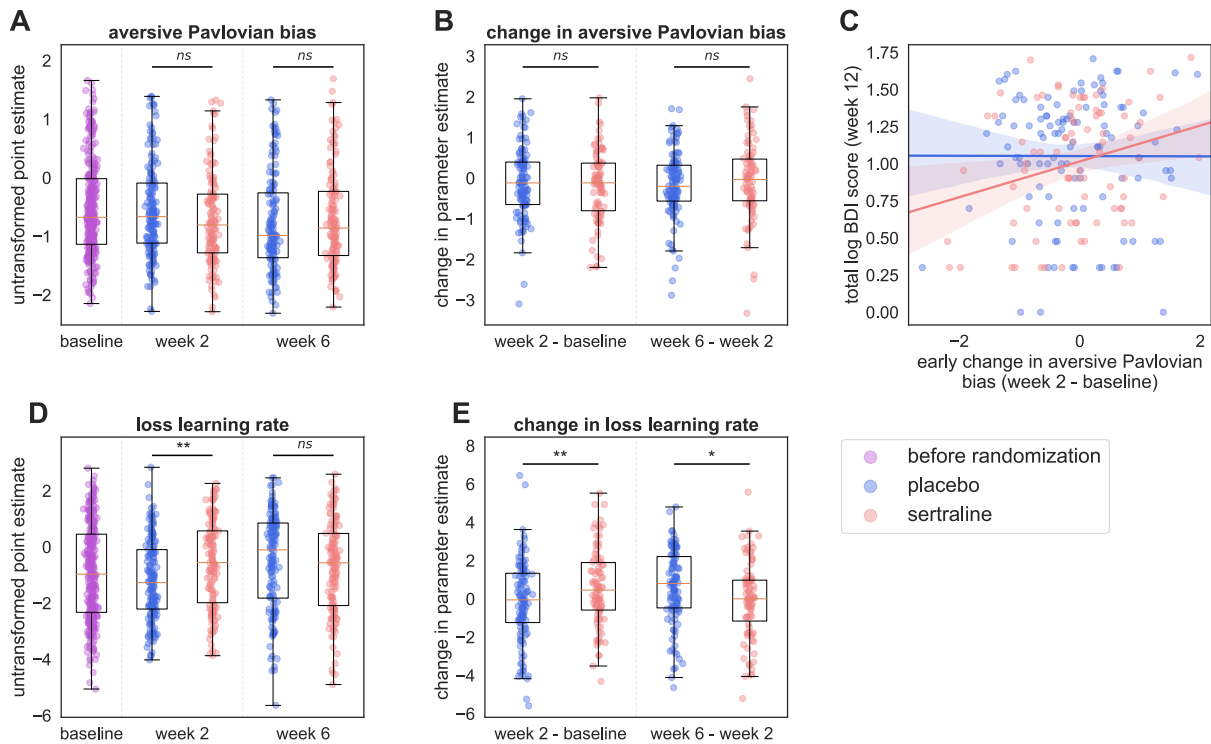 A
aversive Pavlovian bias
untransformed point estimate
2
1
0
−1
−2
ns
ns
baseline
week 2
week 6
B
change in aversive Pavlovian bias
change in parameter estimate
3
2
1
0
−1
−2
−3
ns
ns
week 2 - baseline
week 6 - week 2
C
total log BDI score (week 12)
1.75
1.50
1.25
1.00
0.75
0.50
0.25
0.00
−2
0
2
early change in aversive Pavlovian
bias (week 2 - baseline)
D
loss learning rate
untransformed point estimate
2
0
−2
−4
−6
**
ns
baseline
week 2
week 6
E
change in loss learning rate
change in parameter estimate
8
6
4
2
0
−2
−4
−6
**
*
week 2 - baseline
week 6 - week 2
before randomization
placebo
sertraline